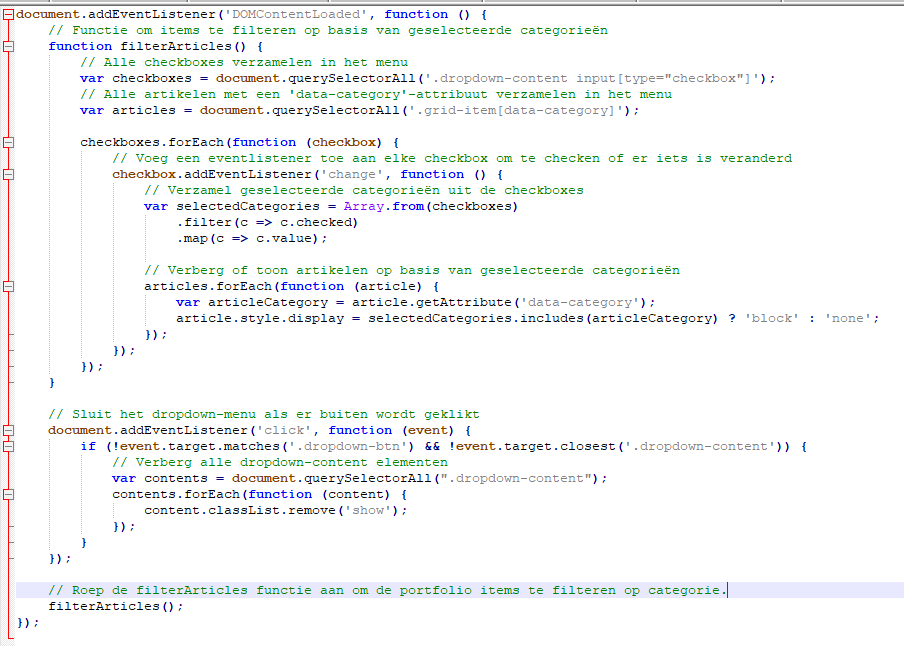 document.addEventListener('DOMContentLoaded', function () {
    // Functie om items te filteren op basis van geselecteerde categorieën
    function filterArticles() {
        // Alle checkboxes verzamelen in het menu
        var checkboxes = document.querySelectorAll('.dropdown-content input[type="checkbox"]');
        // Alle artikelen met een 'data-category'-attribuut verzamelen in het menu
        var articles = document.querySelectorAll('.grid-item[data-category]');

        checkboxes.forEach(function (checkbox) {
            // Voeg een eventlistener toe aan elke checkbox om te checken of er iets is veranderd
            checkbox.addEventListener('change', function () {
                // Verzamel geselecteerde categorieën uit de checkboxes
                var selectedCategories = Array.from(checkboxes)
                    .filter(c => c.checked)
                    .map(c => c.value);

                // Verberg of toon artikelen op basis van geselecteerde categorieën
                articles.forEach(function (article) {
                    var articleCategory = article.getAttribute('data-category');
                    article.style.display = selectedCategories.includes(articleCategory) ? 'block' : 'none';
                });
            });
        });
    }

    // Sluit het dropdown-menu als er buiten wordt geklikt
    document.addEventListener('click', function (event) {
        if (!event.target.matches('.dropdown-btn') && !event.target.closest('.dropdown-content')) {
            // Verberg alle dropdown-content elementen
            var contents = document.querySelectorAll(".dropdown-content");
            contents.forEach(function (content) {
                content.classList.remove('show');
            });
        }
    });

    // Roep de filterArticles functie aan om de portfolio items te filteren op categorie.
    filterArticles();
});